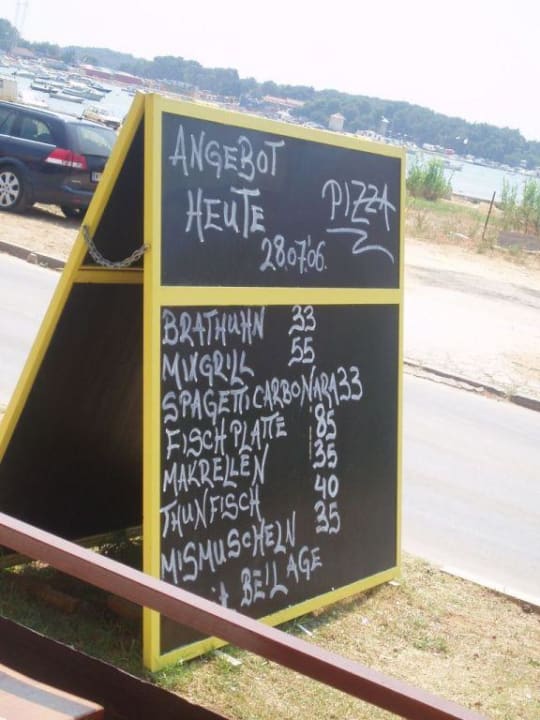 ANGEBOT
HEUTE
PIZZA
28.07.'06.
BRATHUHN 33
MIXGRILL 55
SPAGETTI CARBONARA 33
FISCHPLATTE 85
MAKRELLEN 35
THUNFISCH 40
MISMUSCHELN 35
+ BEILAGE